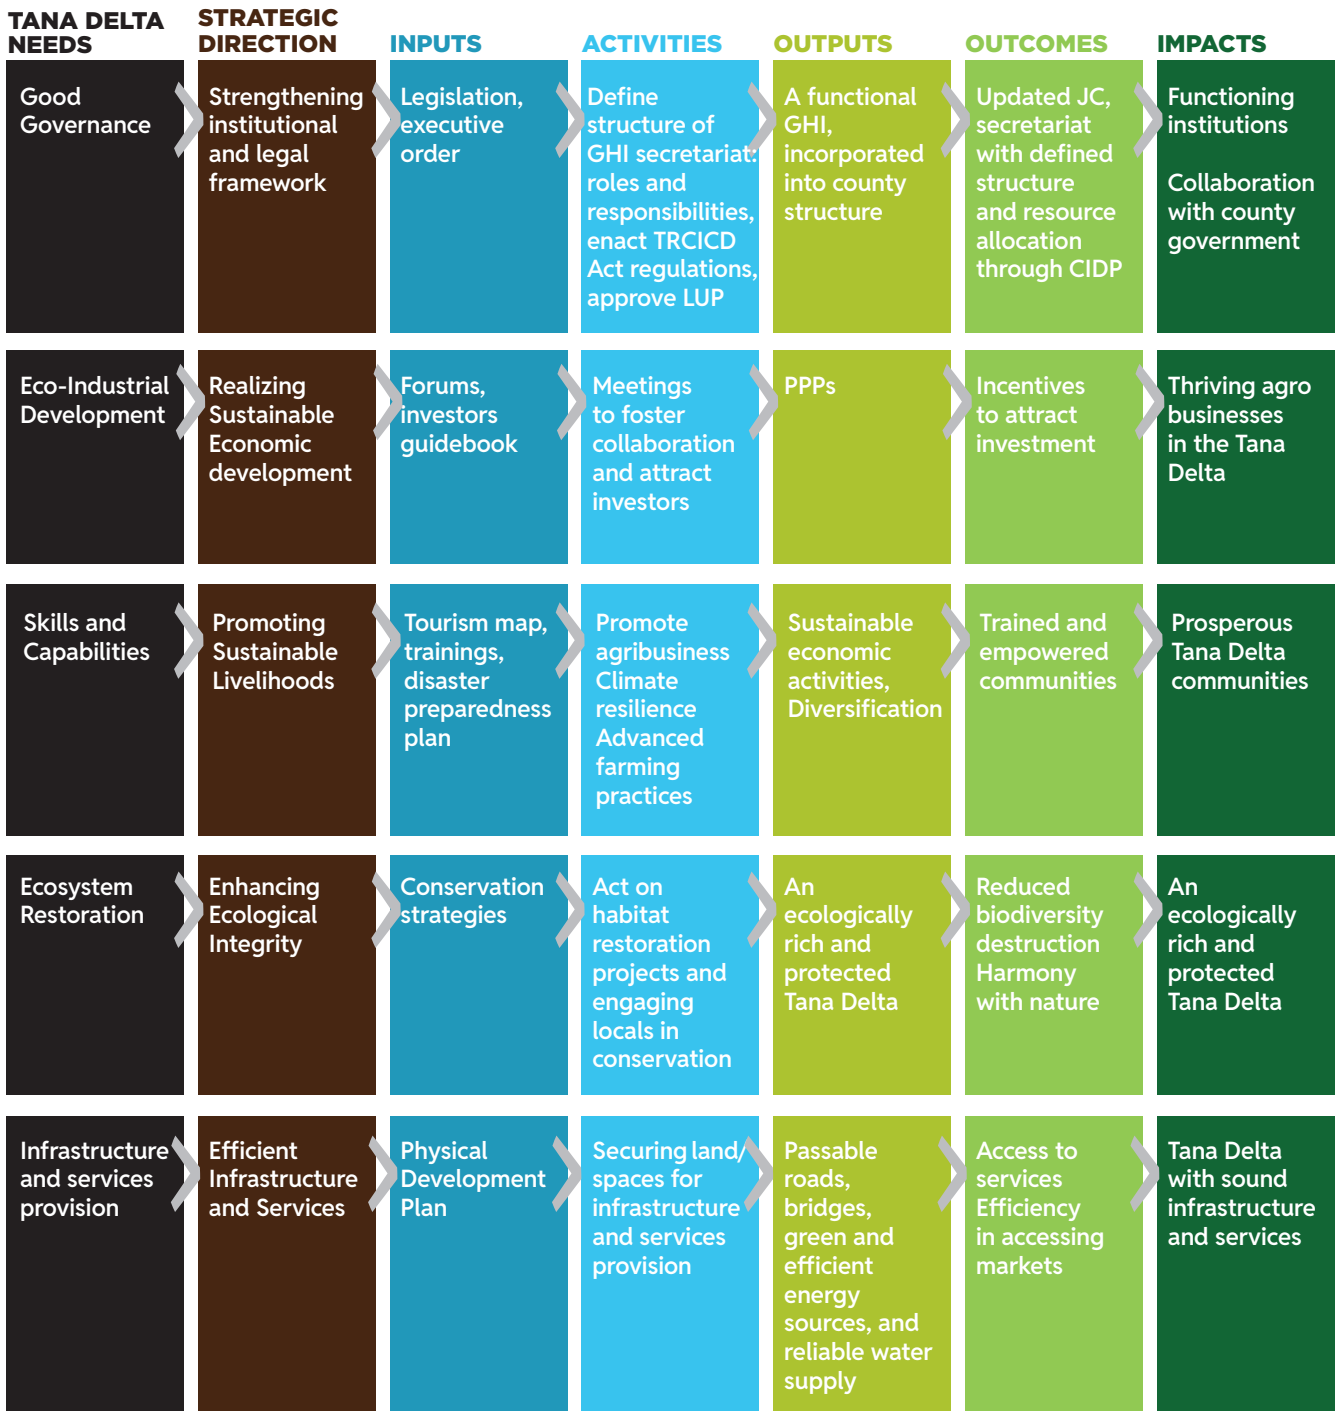 TANA DELTA
NEEDS
STRATEGIC
DIRECTION
INPUTS
ACTIVITIES
OUTPUTS
OUTCOMES
IMPACTS
Good
Governance
Strengthening
institutional
and legal
framework
Legislation,
executive
order
Define
structure of
GHI secretariat:
roles and
responsibilities,
enact TRCICD
Act regulations,
approve LUP
A functional
GHI,
incorporated
into county
structure
Updated JC,
secretariat
with defined
structure
and resource
allocation
through CIDP
Functioning
institutions
Collaboration
with county
government
Eco-Industrial
Development
Realizing
Sustainable
Economic
development
Forums,
investors
guidebook
Meetings
to foster
collaboration
and attract
investors
PPPs
Incentives
to attract
investment
Thriving agro
businesses
in the Tana
Delta
Skills and
Capabilities
Promoting
Sustainable
Livelihoods
Tourism map,
trainings,
disaster
preparedness
plan
Promote
agribusiness
Climate
resilience
Advanced
farming
practices
Sustainable
economic
activities,
Diversification
Trained and
empowered
communities
Prosperous
Tana Delta
communities
Ecosystem
Restoration
Enhancing
Ecological
Integrity
Conservation
strategies
Act on
habitat
restoration
projects and
engaging
locals in
conservation
An
ecologically
rich and
protected
Tana Delta
Reduced
biodiversity
destruction
Harmony
with nature
An
ecologically
rich and
protected
Tana Delta
Infrastructure
and services
provision
Efficient
Infrastructure
and Services
Physical
Development
Plan
Securing land/
spaces for
infrastructure
and services
provision
Passable
roads,
bridges,
green and
efficient
energy
sources, and
reliable water
supply
Access to
services
Efficiency
in accessing
markets
Tana Delta
with sound
infrastructure
and services